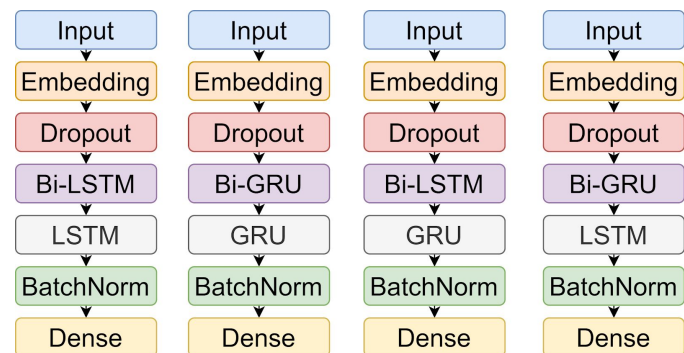 Input Input Input Input
Embedding Embedding Embedding Embedding
Dropout Dropout Dropout Dropout
Bi-LSTM Bi-GRU Bi-LSTM Bi-GRU
LSTM GRU GRU LSTM
BatchNorm BatchNorm BatchNorm BatchNorm
Dense Dense Dense Dense